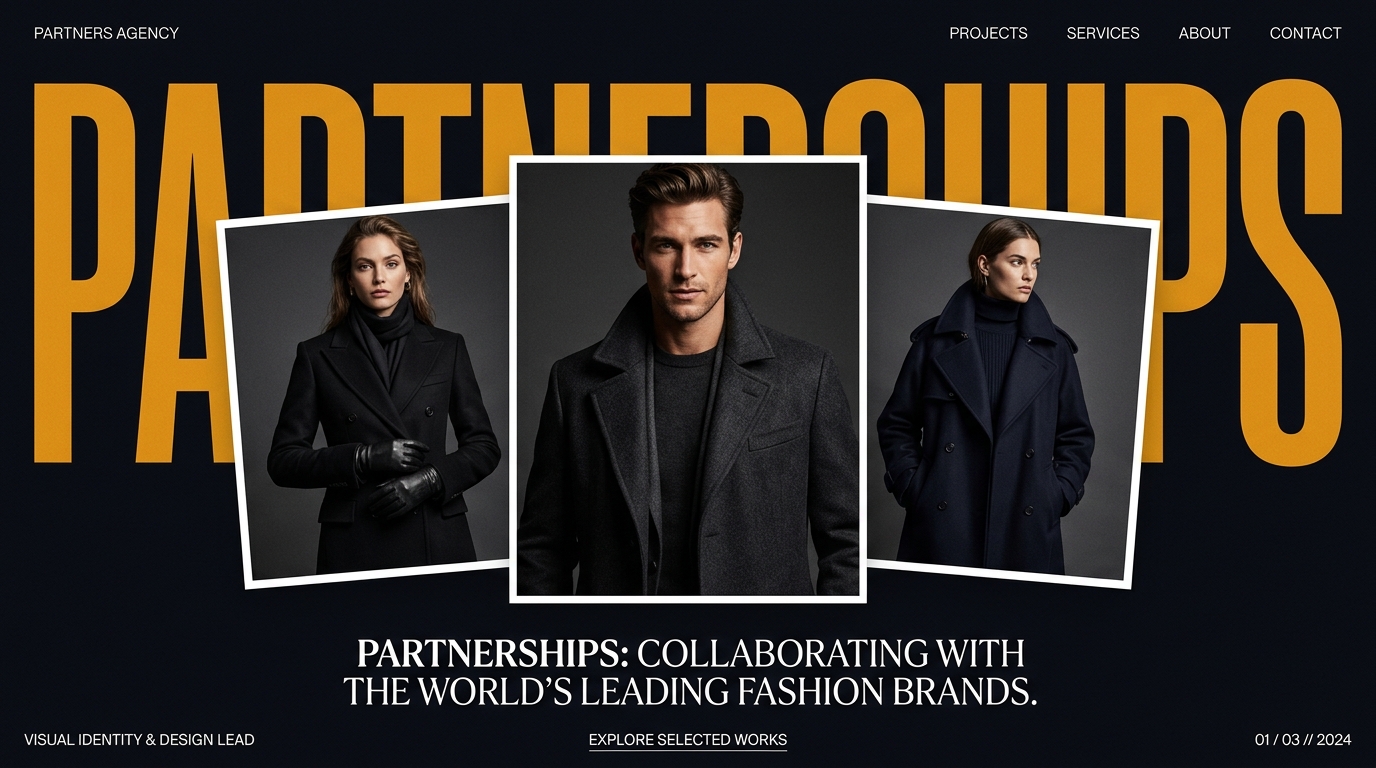 PARTNERS AGENCY
PROJECTS
SERVICES
ABOUT
CONTACT
PARTNERSHIPS
PARTNERSHIPS: COLLABORATING WITH
THE WORLD’S LEADING FASHION BRANDS.
VISUAL IDENTITY & DESIGN LEAD
EXPLORE SELECTED WORKS
01 / 03 // 2024